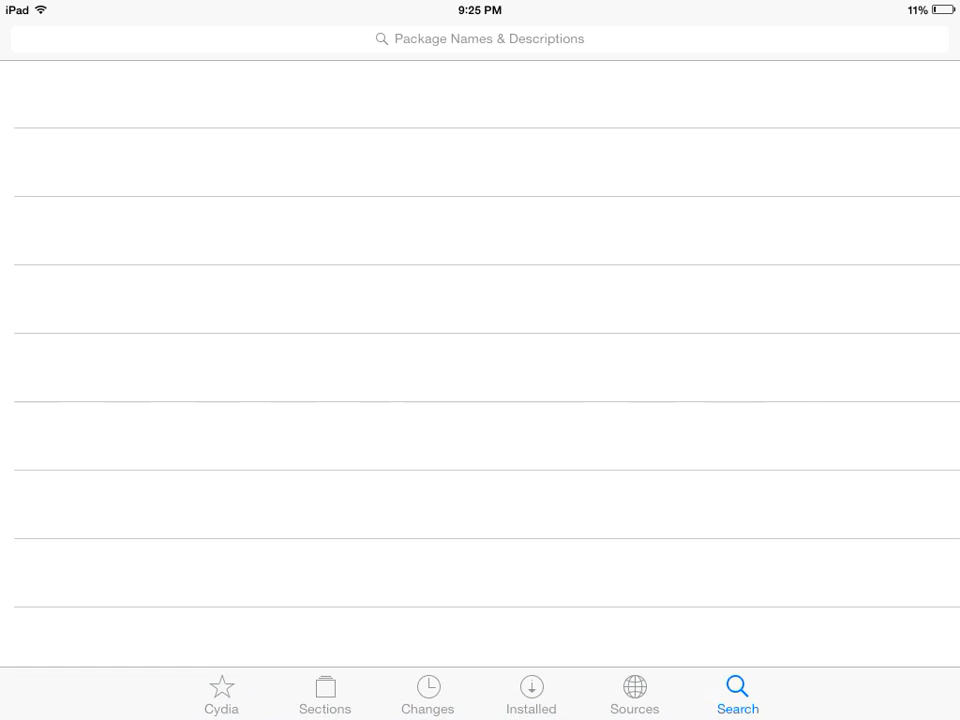 iPad 9:25 PM 11%
Package Names & Descriptions
Cydia Sections Changes Installed Sources Search